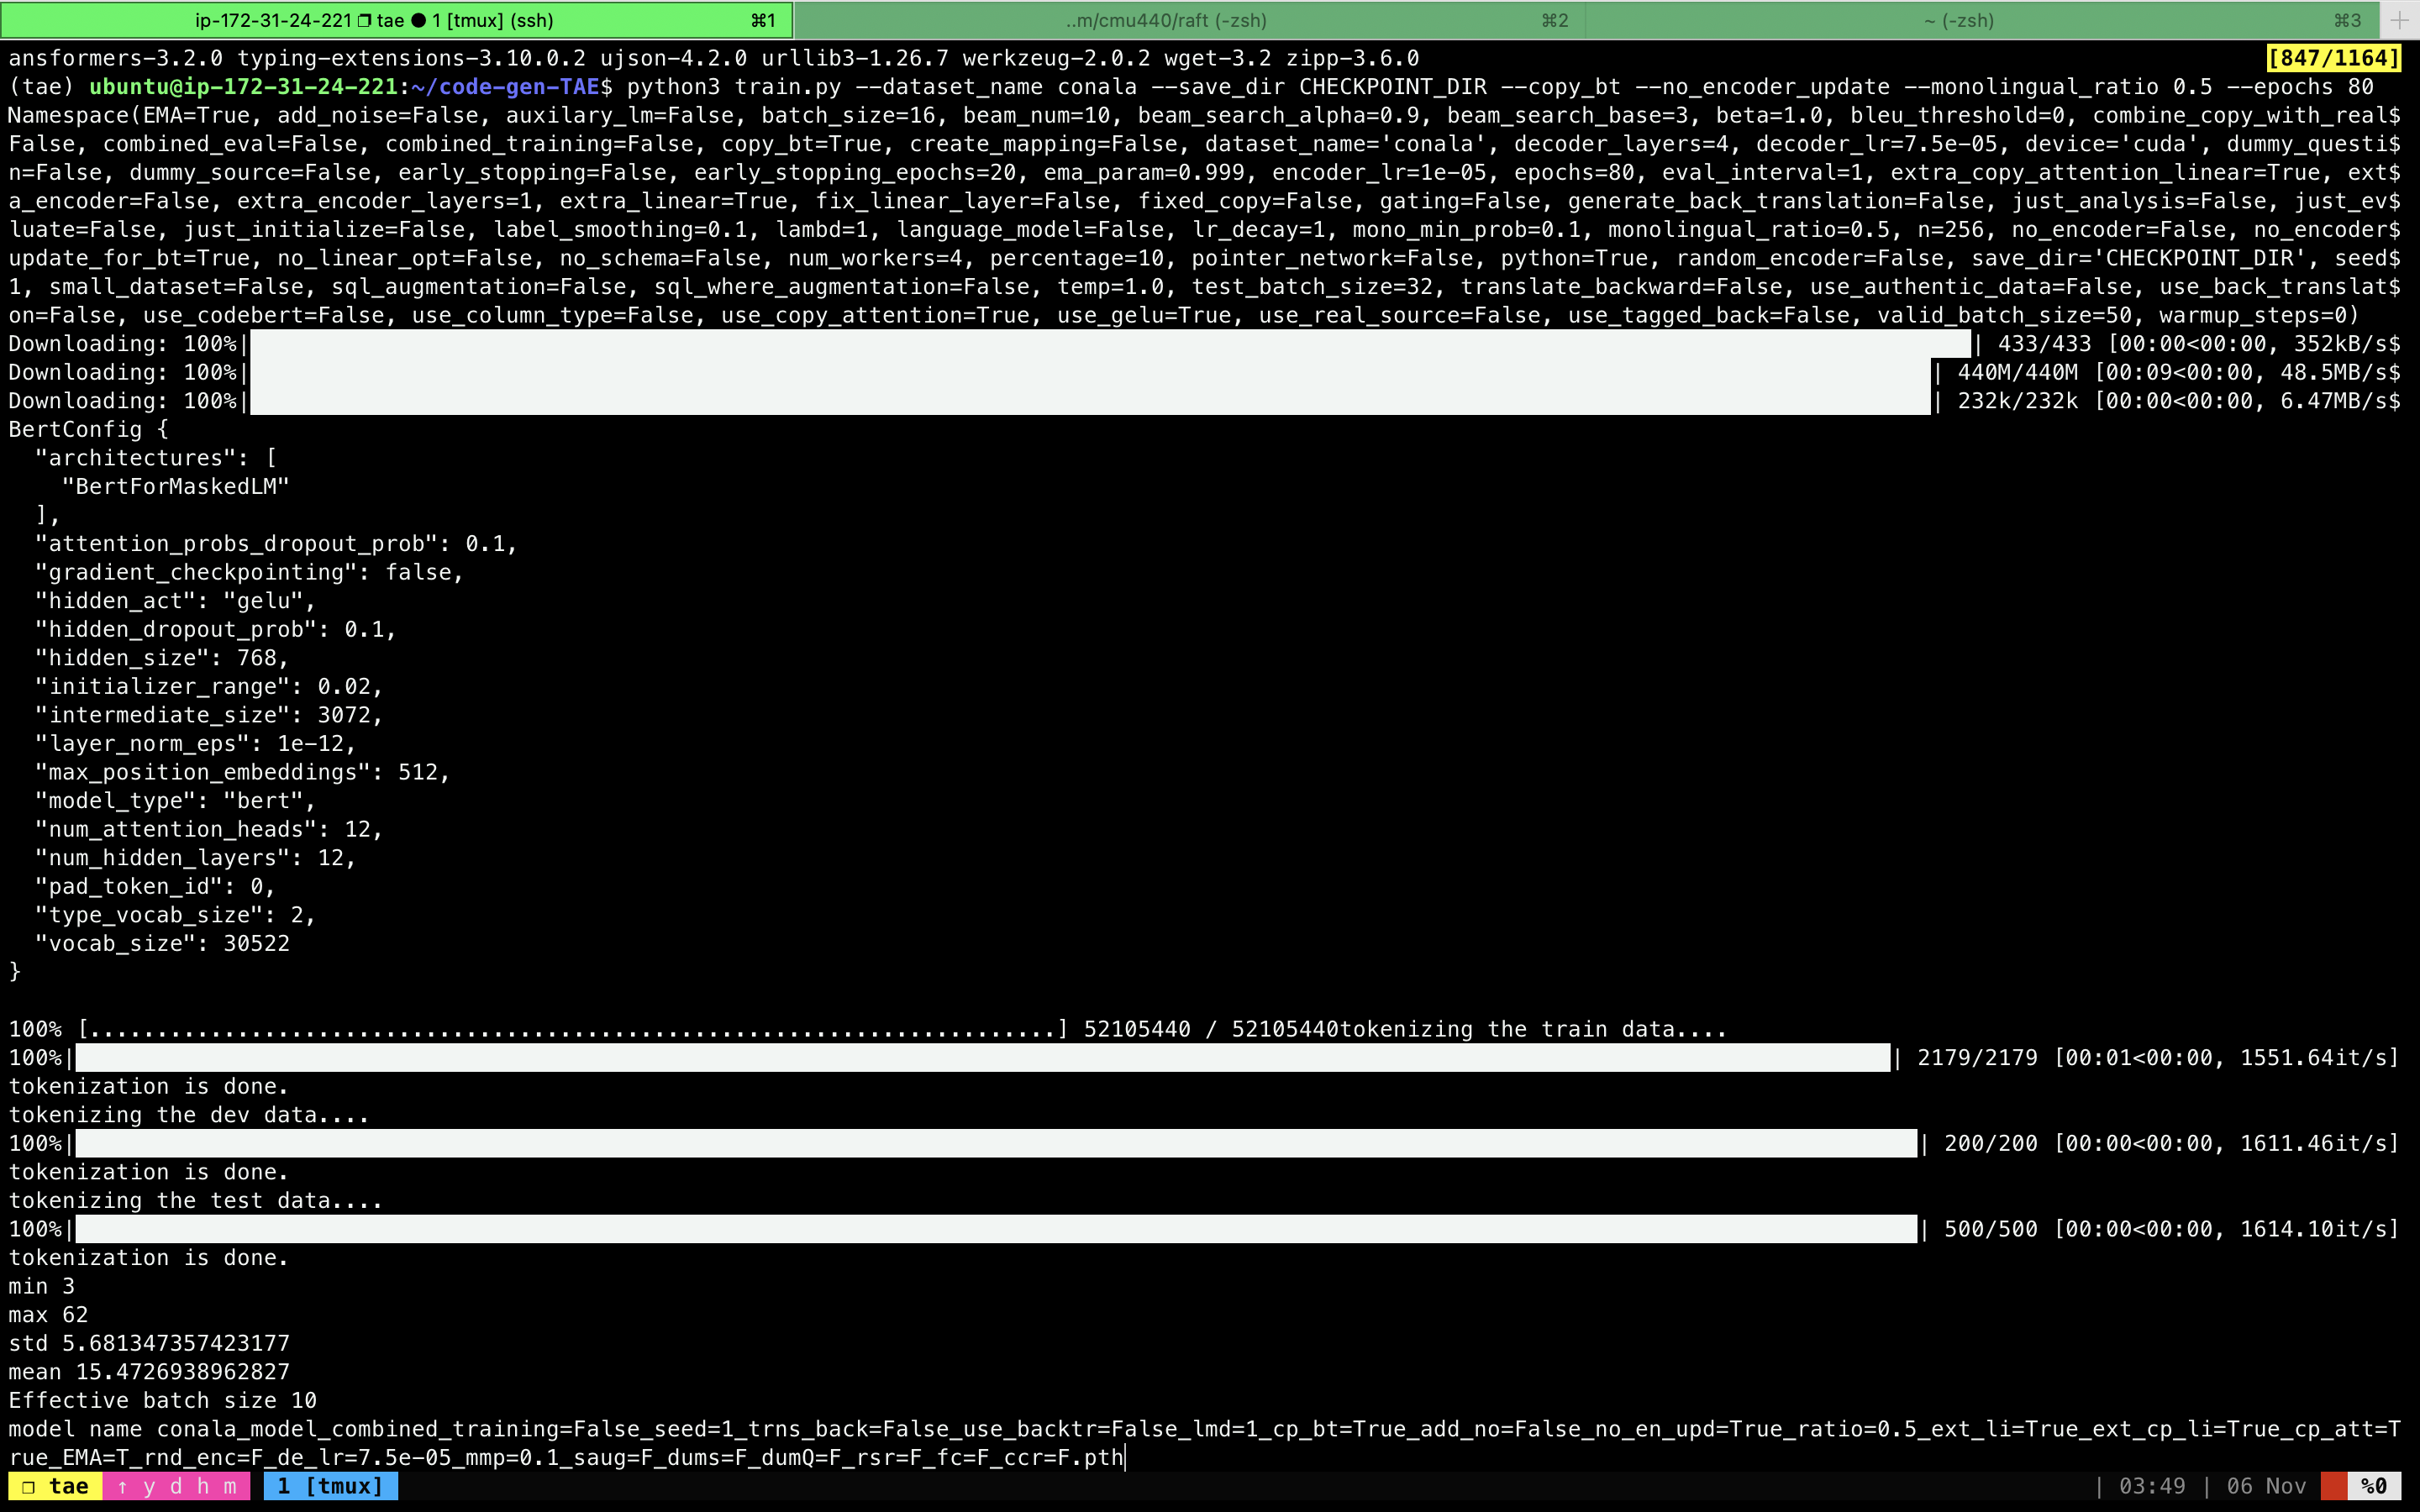 ip-172-31-24-221 ❐ tae ● 1 [tmux] (ssh) ⌘1 ..m/cmu440/raft (-zsh) ⌘2 ~ (-zsh) ⌘3 +
ansformers-3.2.0 typing-extensions-3.10.0.2 ujson-4.2.0 urllib3-1.26.7 werkzeug-2.0.2 wget-3.2 zipp-3.6.0 [847/1164]
(tae) ubuntu@ip-172-31-24-221:~/code-gen-TAE$ python3 train.py --dataset_name conala --save_dir CHECKPOINT_DIR --copy_bt --no_encoder_update --monolingual_ratio 0.5 --epochs 80
Namespace(EMA=True, add_noise=False, auxilary_lm=False, batch_size=16, beam_num=10, beam_search_alpha=0.9, beam_search_base=3, beta=1.0, bleu_threshold=0, combine_copy_with_real$
False, combined_eval=False, combined_training=False, copy_bt=True, create_mapping=False, dataset_name='conala', decoder_layers=4, decoder_lr=7.5e-05, device='cuda', dummy_questi$
n=False, dummy_source=False, early_stopping=False, early_stopping_epochs=20, ema_param=0.999, encoder_lr=1e-05, epochs=80, eval_interval=1, extra_copy_attention_linear=True, ext$
a_encoder=False, extra_encoder_layers=1, extra_linear=True, fix_linear_layer=False, fixed_copy=False, gating=False, generate_back_translation=False, just_analysis=False, just_ev$
luate=False, just_initialize=False, label_smoothing=0.1, lambd=1, language_model=False, lr_decay=1, mono_min_prob=0.1, monolingual_ratio=0.5, n=256, no_encoder=False, no_encoder$
update_for_bt=True, no_linear_opt=False, no_schema=False, num_workers=4, percentage=10, pointer_network=False, python=True, random_encoder=False, save_dir='CHECKPOINT_DIR', seed$
1, small_dataset=False, sql_augmentation=False, sql_where_augmentation=False, temp=1.0, test_batch_size=32, translate_backward=False, use_authentic_data=False, use_back_translat$
on=False, use_codebert=False, use_column_type=False, use_copy_attention=True, use_gelu=True, use_real_source=False, use_tagged_back=False, valid_batch_size=50, warmup_steps=0)
Downloading: 100%| | 433/433 [00:00<00:00, 352kB/s$
Downloading: 100%| | 440M/440M [00:09<00:00, 48.5MB/s$
Downloading: 100%| | 232k/232k [00:00<00:00, 6.47MB/s$
BertConfig {
  "architectures": [
    "BertForMaskedLM"
  ],
  "attention_probs_dropout_prob": 0.1,
  "gradient_checkpointing": false,
  "hidden_act": "gelu",
  "hidden_dropout_prob": 0.1,
  "hidden_size": 768,
  "initializer_range": 0.02,
  "intermediate_size": 3072,
  "layer_norm_eps": 1e-12,
  "max_position_embeddings": 512,
  "model_type": "bert",
  "num_attention_heads": 12,
  "num_hidden_layers": 12,
  "pad_token_id": 0,
  "type_vocab_size": 2,
  "vocab_size": 30522
}
100% [........................................................................] 52105440 / 52105440tokenizing the train data....
100%| | 2179/2179 [00:01<00:00, 1551.64it/s]
tokenization is done.
tokenizing the dev data....
100%| | 200/200 [00:00<00:00, 1611.46it/s]
tokenization is done.
tokenizing the test data....
100%| | 500/500 [00:00<00:00, 1614.10it/s]
tokenization is done.
min 3
max 62
std 5.681347357423177
mean 15.4726938962827
Effective batch size 10
model name conala_model_combined_training=False_seed=1_trns_back=False_use_backtr=False_lmd=1_cp_bt=True_add_no=False_no_en_upd=True_ratio=0.5_ext_li=True_ext_cp_li=True_cp_att=T
rue_EMA=T_rnd_enc=F_de_lr=7.5e-05_mmp=0.1_saug=F_dums=F_dumQ=F_rsr=F_fc=F_ccr=F.pth
❐ tae ↑ y d h m 1 [tmux] | 03:49 | 06 Nov %0